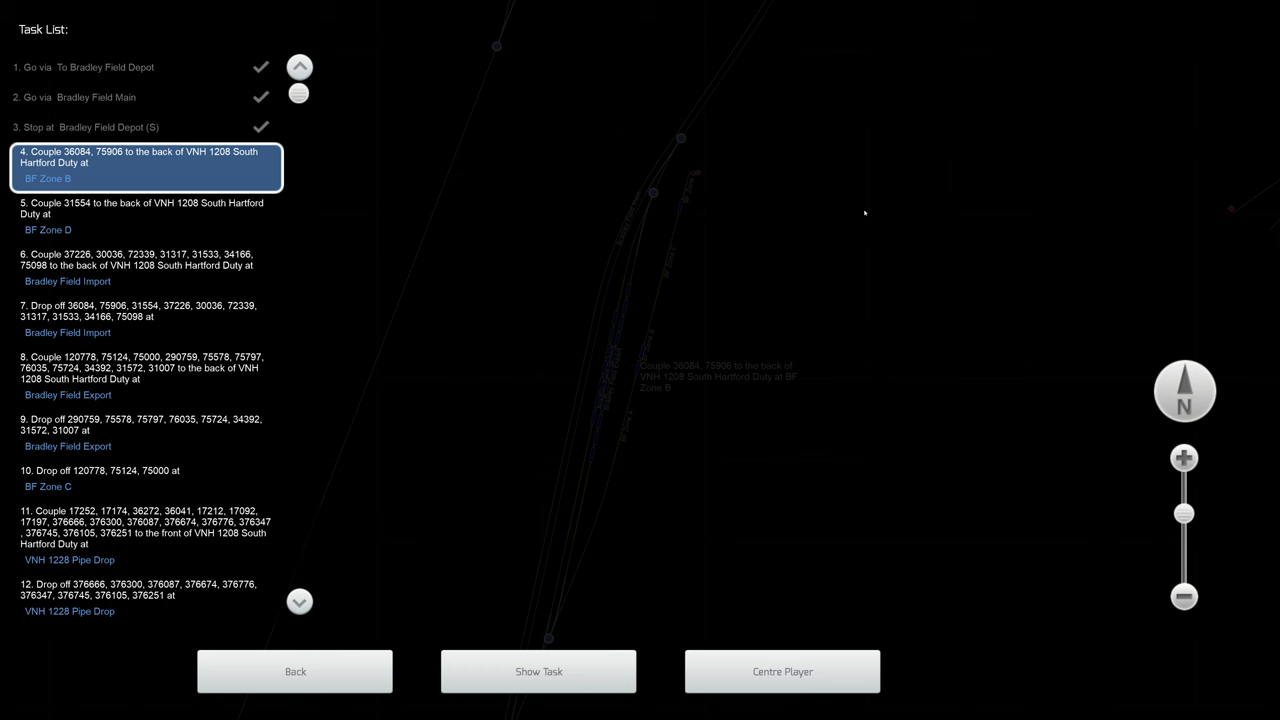 Task List:
1. Go via To Bradley Field Depot
2. Go via Bradley Field Main
3. Stop at Bradley Field Depot (S)
4. Couple 36084, 75906 to the back of VNH 1208 South
Hartford Duty at
BF Zone B
5. Couple 31554 to the back of VNH 1208 South Hartford
Duty at
BF Zone D
6. Couple 37226, 30036, 72339, 31317, 31533, 34166,
75098 to the back of VNH 1208 South Hartford Duty at
Bradley Field Import
7. Drop off 36084, 75906, 31554, 37226, 30036, 72339,
31317, 31533, 34166, 75098 at
Bradley Field Import
8. Couple 120778, 75124, 75000, 290759, 75578, 75797,
76035, 75724, 34392, 31572, 31007 to the back of VNH
1208 South Hartford Duty at
Bradley Field Export
9. Drop off 290759, 75578, 75797, 76035, 75724, 34392,
31572, 31007 at
Bradley Field Export
10. Drop off 120778, 75124, 75000 at
BF Zone C
11. Couple 17252, 17174, 36272, 36041, 17212, 17092,
17197, 376666, 376300, 376087, 376674, 376776, 376347
, 376745, 376105, 376251 to the front of VNH 1208 South
Hartford Duty at
VNH 1228 Pipe Drop
12. Drop off 376666, 376300, 376087, 376674, 376776,
376347, 376745, 376105, 376251 at
VNH 1228 Pipe Drop
Couple 36084, 75906 to the back of
VNH 1208 South Hartford Duty at BF
Zone B
BF Zone A
N
Back
Show Task
Centre Player